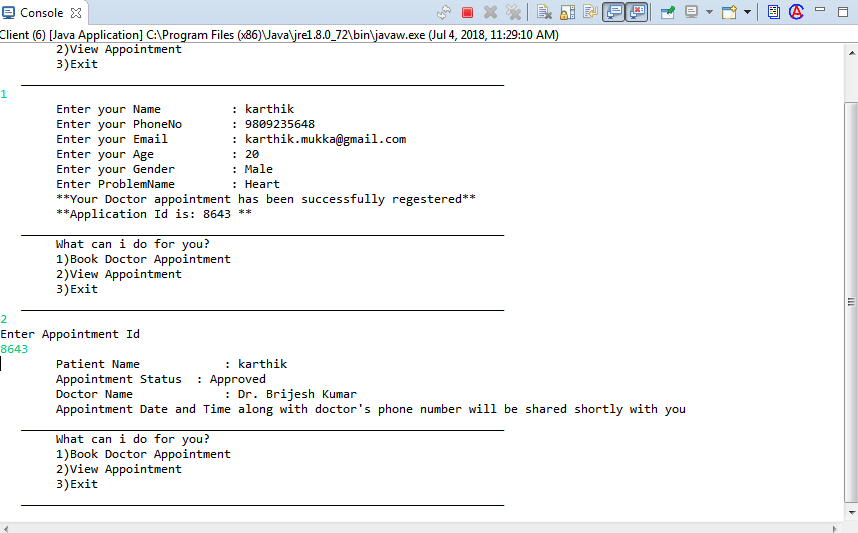 Console
Client (6) [Java Application] C:\Program Files (x86)\Java\jre1.8.0_72\bin\javaw.exe (Jul 4, 2018, 11:29:10 AM)
2)View Appointment
3)Exit
1
Enter your Name : karthik
Enter your PhoneNo : 9809235648
Enter your Email : karthik.mukka@gmail.com
Enter your Age : 20
Enter your Gender : Male
Enter ProblemName : Heart
**Your Doctor appointment has been successfully regestered**
**Application Id is: 8643 **
What can i do for you?
1)Book Doctor Appointment
2)View Appointment
3)Exit
2
Enter Appointment Id
8643
Patient Name : karthik
Appointment Status : Approved
Doctor Name : Dr. Brijesh Kumar
Appointment Date and Time along with doctor's phone number will be shared shortly with you
What can i do for you?
1)Book Doctor Appointment
2)View Appointment
3)Exit